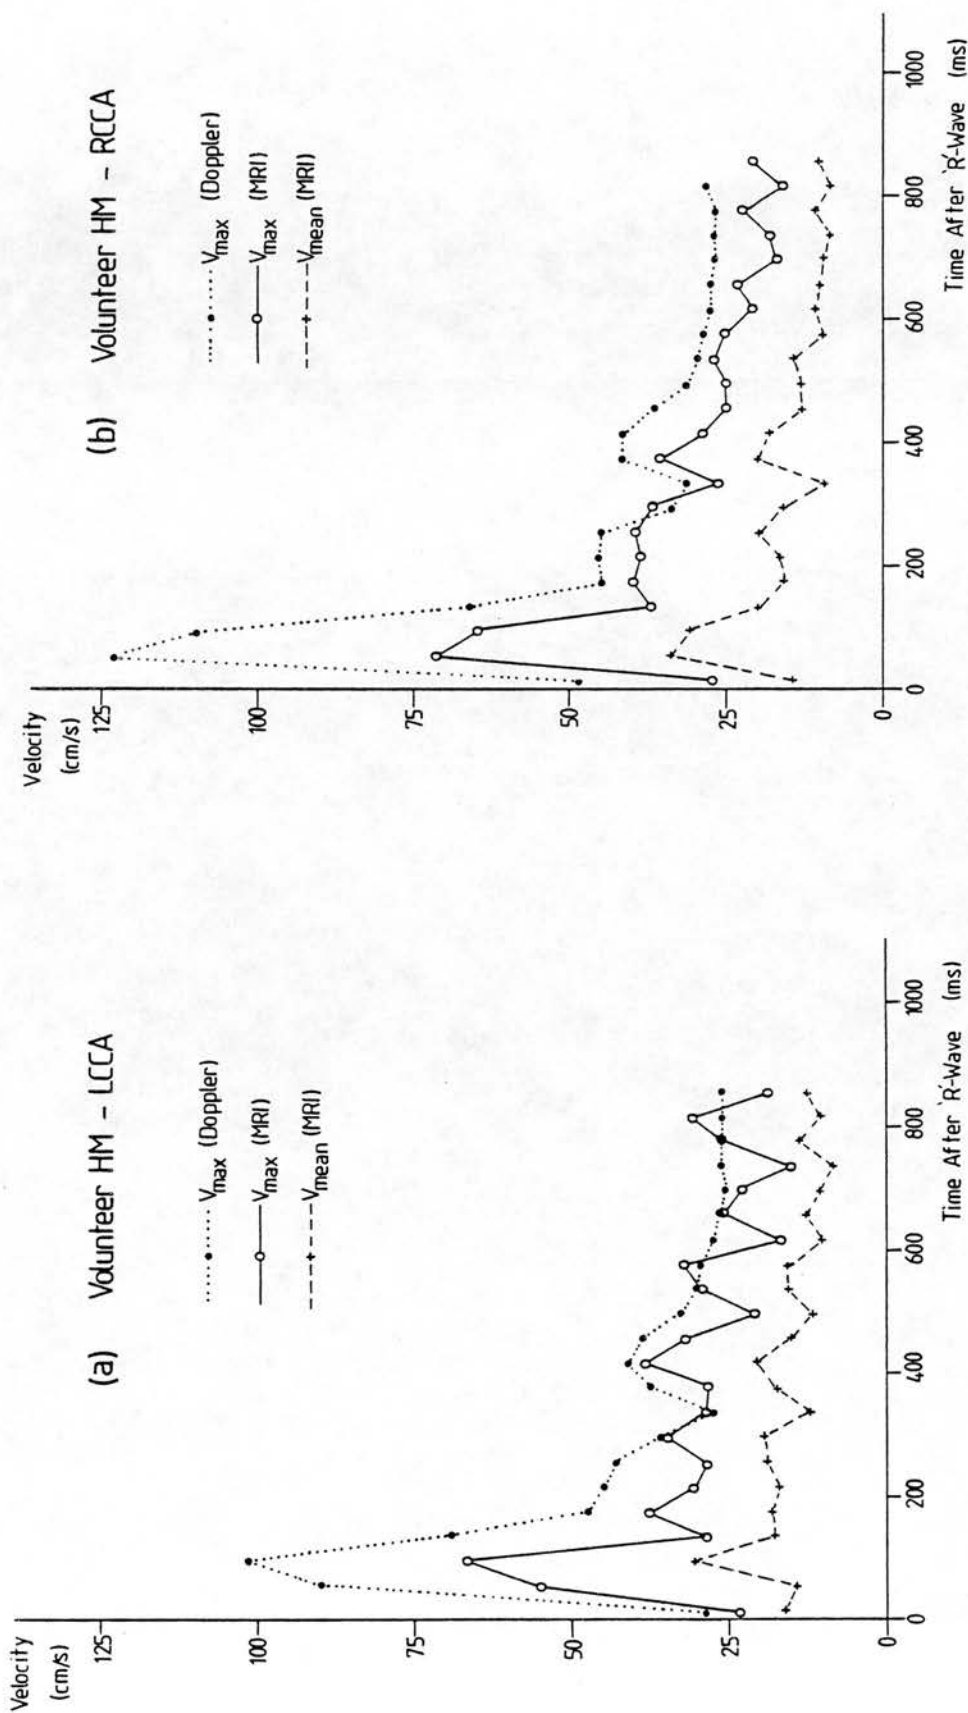 (a) Volunteer HM - LCCA
Velocity
(cm/s)
125
100
75
50
25
0
Vmax (Doppler)
Vmax (MRI)
Vmean (MRI)
0
200
400
600
800
1000
Time After 'R'-Wave (ms)
(b) Volunteer HM - RCCA
Velocity
(cm/s)
125
100
75
50
25
0
Vmax (Doppler)
Vmax (MRI)
Vmean (MRI)
0
200
400
600
800
1000
Time After 'R'-Wave (ms)